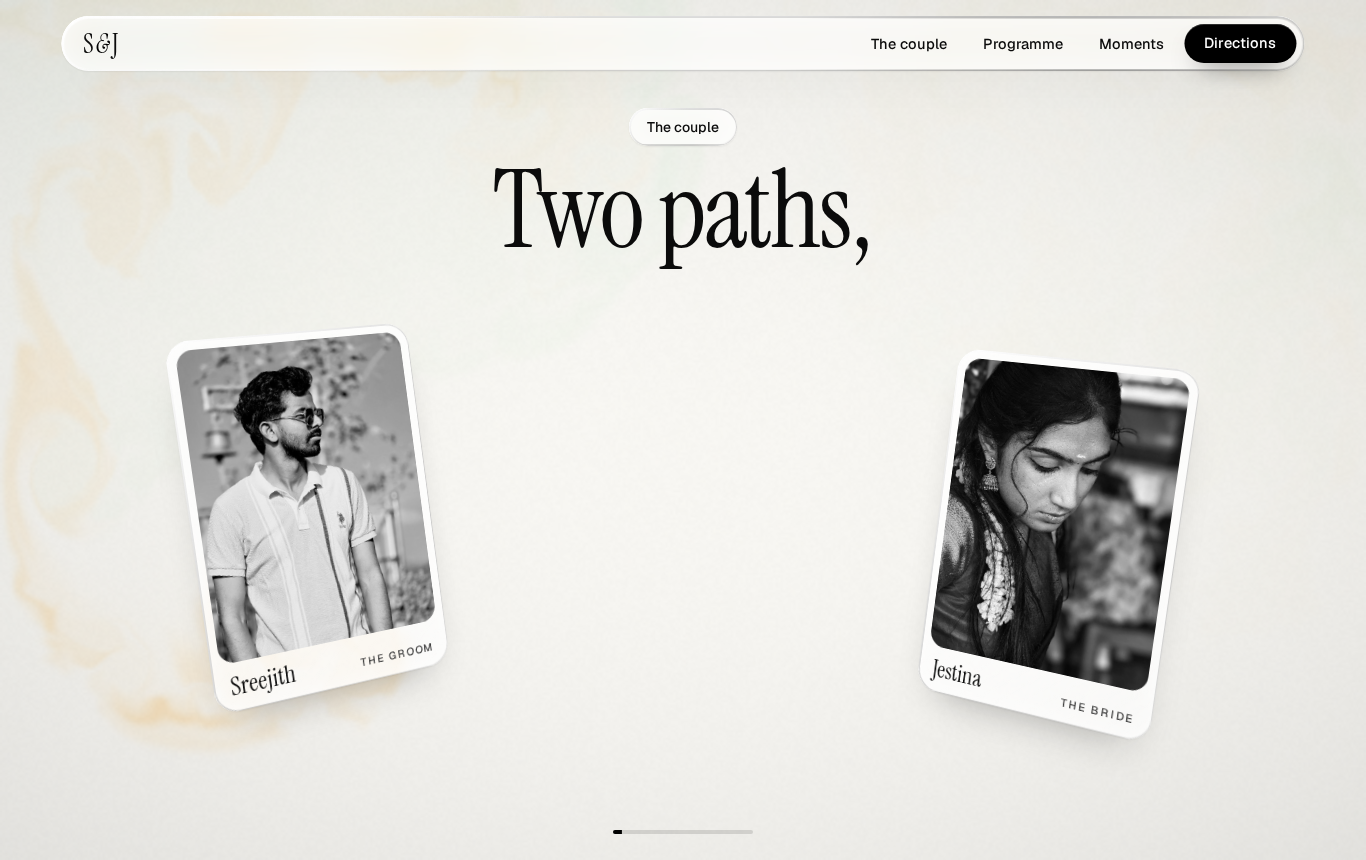 S&J
The couple
Programme
Moments
Directions
The couple
Two paths,
Sreejith
THE GROOM
Jestina
THE BRIDE